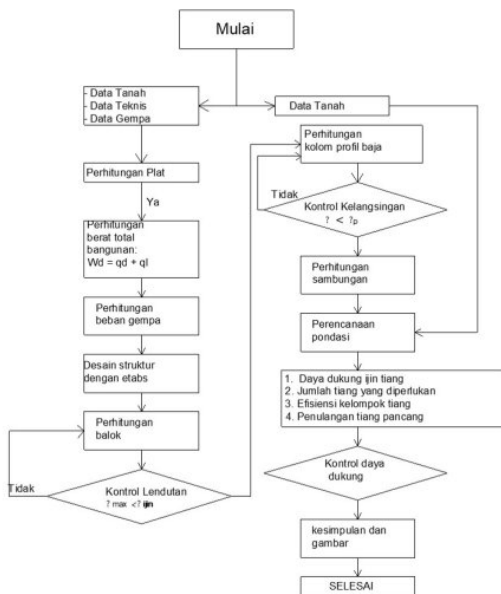 Mulai
- Data Tanah
- Data Teknis
- Data Gempa
Data Tanah
Perhitungan Plat
Ya
Perhitungan
berat total
bangunan:
Wd = qd + ql
Perhitungan
beban gempa
Desain struktur
dengan etabs
Perhitungan
balok
Tidak
Kontrol Lendutan
? max <? ijin
Perhitungan
kolom profil baja
Tidak
Kontrol Kelangsingan
? < ?p
Perhitungan
sambungan
Perencanaan
pondasi
1. Daya dukung ijin tiang
2. Jumlah tiang yang diperlukan
3. Efisiensi kelompok tiang
4. Penulangan tiang pancang
Kontrol daya
dukung
kesimpulan dan
gambar
SELESAI